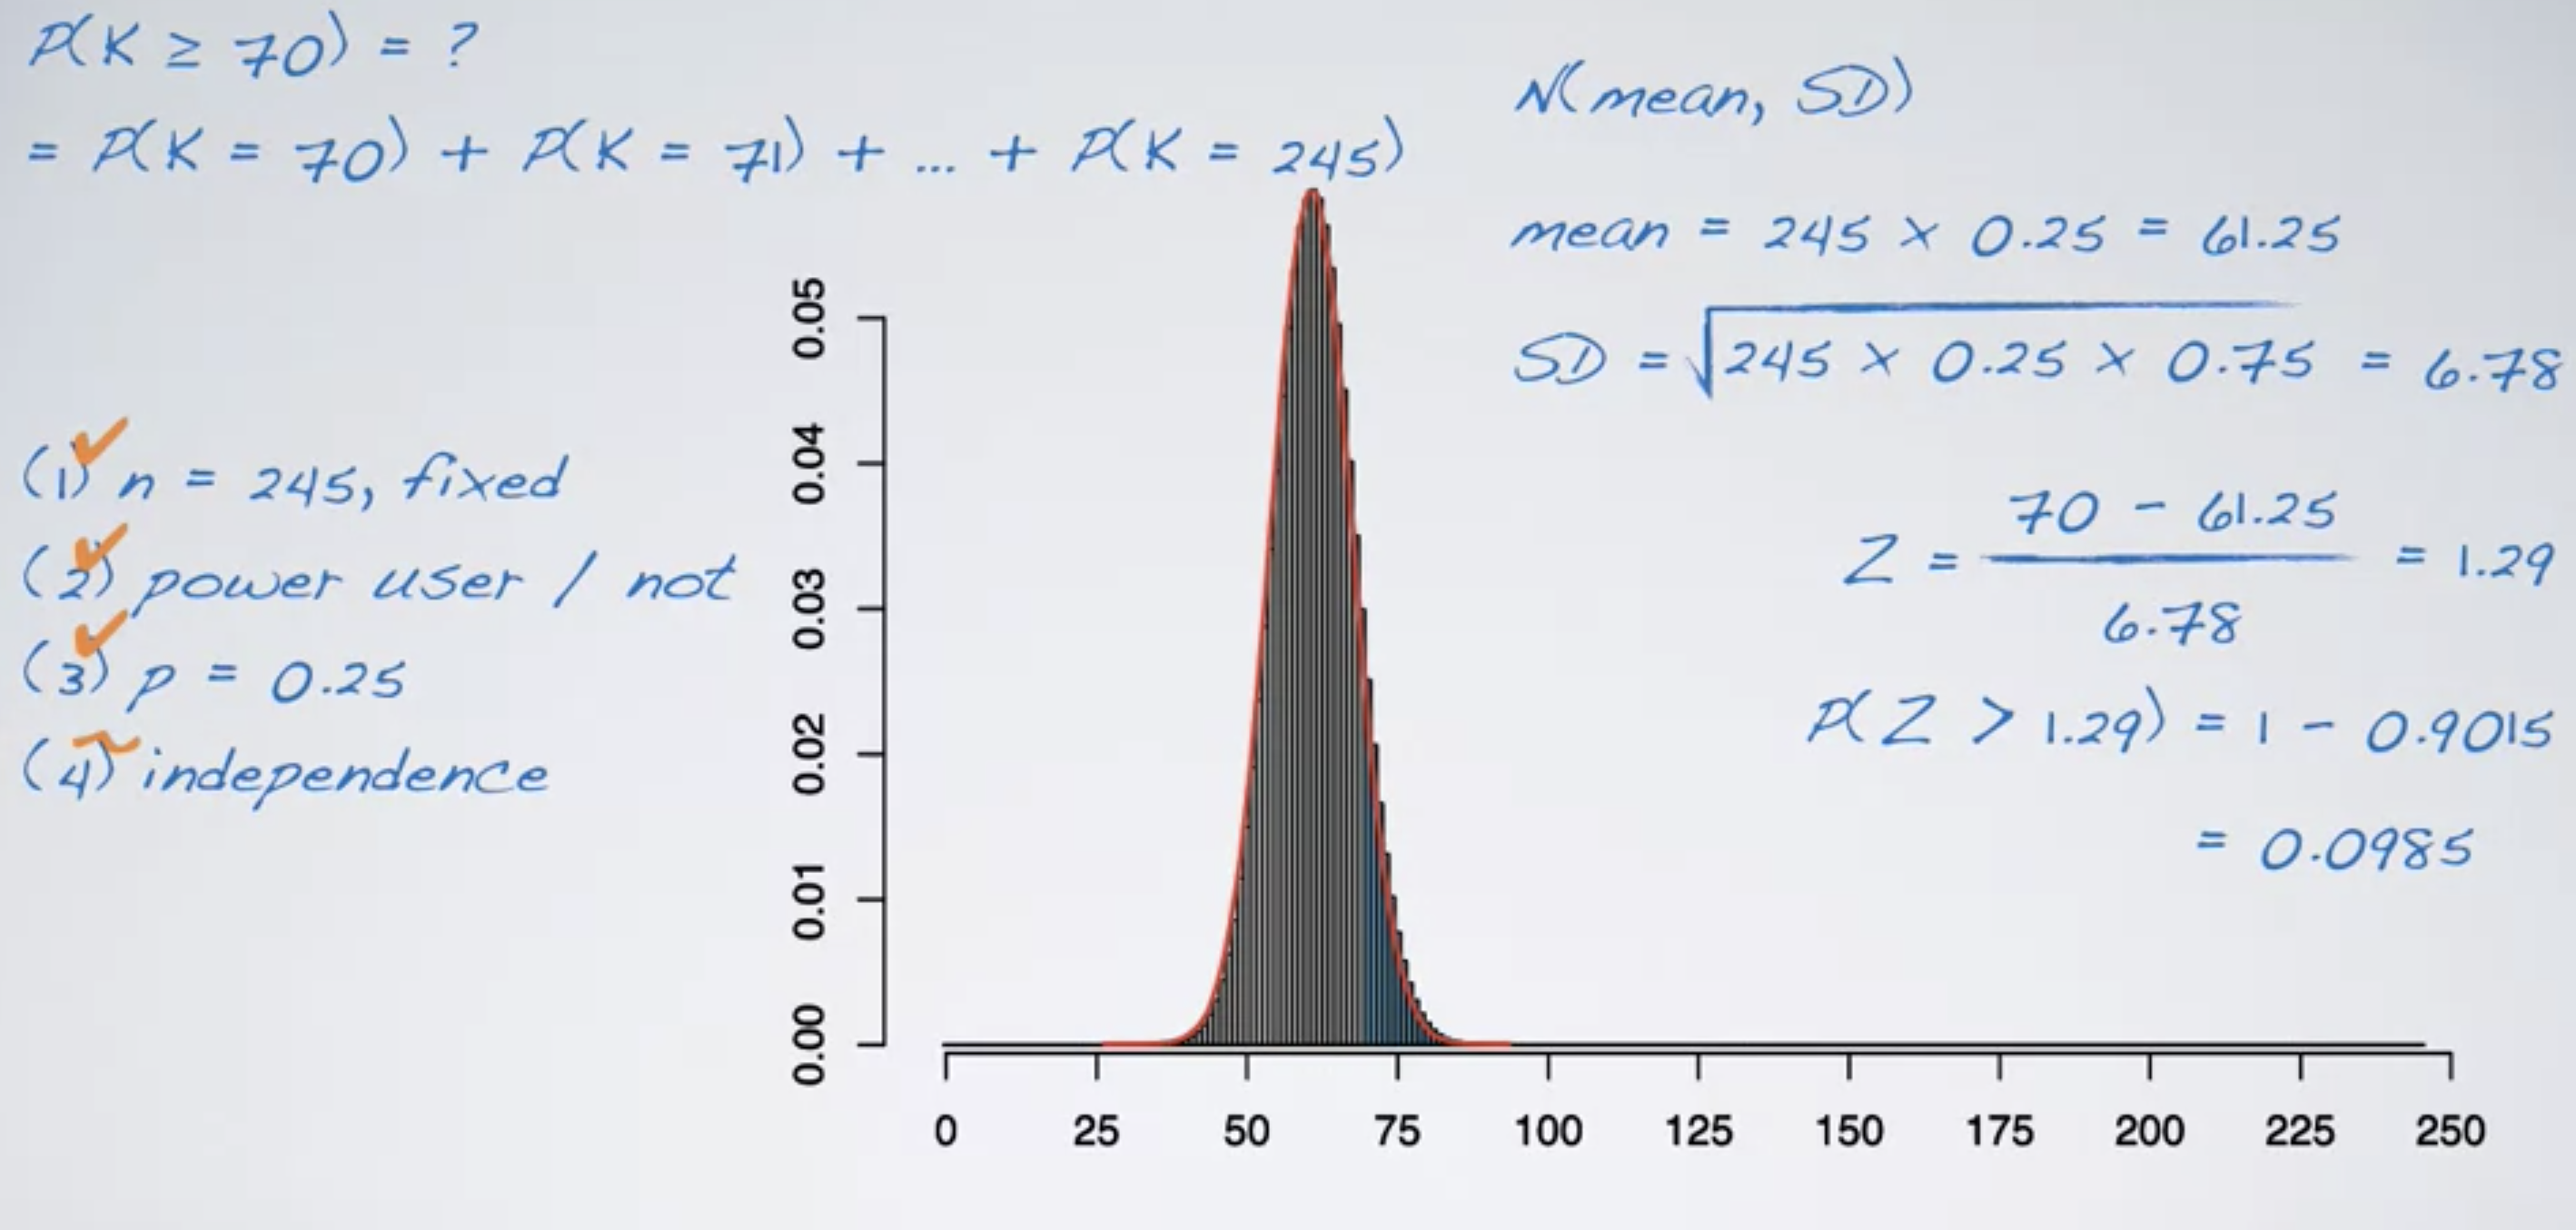 P(K ≥ 70) = ?
= P(K = 70) + P(K = 71) + ... + P(K = 245)
(1) n = 245, fixed
(2) power user / not
(3) p = 0.25
(4) independence
N(mean, SD)
mean = 245 × 0.25 = 61.25
SD = √245 × 0.25 × 0.75 = 6.78
Z = 70 - 61.25 / 6.78 = 1.29
P(Z > 1.29) = 1 - 0.9015
= 0.0985
0.05
0.04
0.03
0.02
0.01
0.00
0 25 50 75 100 125 150 175 200 225 250